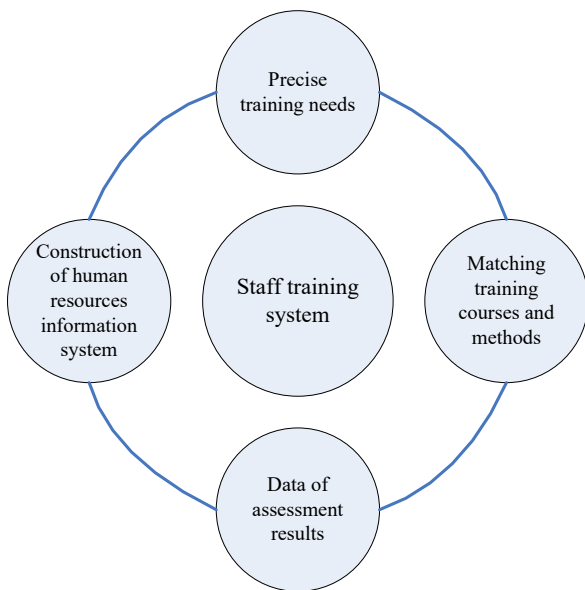 Precise
training needs
Construction
of human
resources
information
system
Staff training
system
Matching
training
courses and
methods
Data of
assessment
results